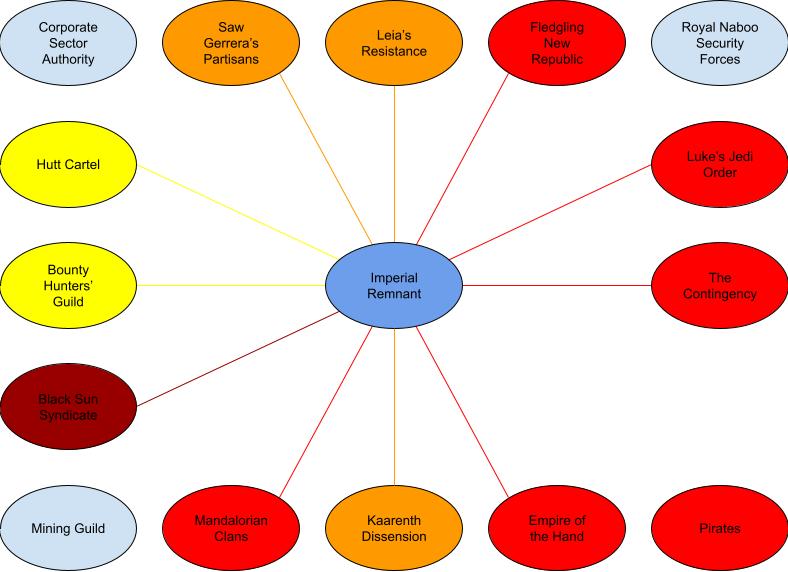 Corporate
Sector
Authority
Saw
Gerrera's
Partisans
Leia's
Resistance
Fledgling
New
Republic
Royal Naboo
Security
Forces
Hutt Cartel
Luke's Jedi
Order
Bounty
Hunters'
Guild
Imperial
Remnant
The
Contingency
Black Sun
Syndicate
Mining Guild
Mandalorian
Clans
Kaarenth
Dissension
Empire of
the Hand
Pirates